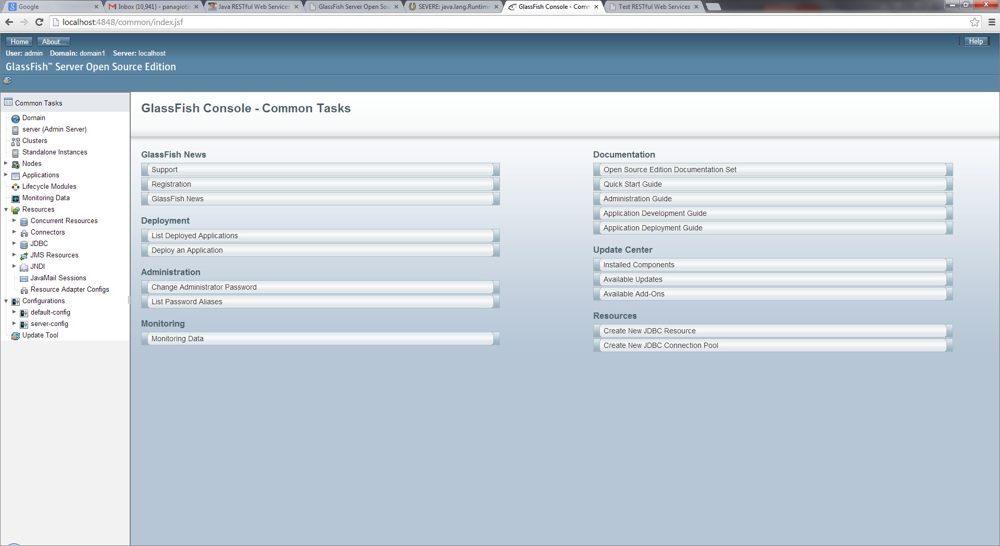 Google
Inbox (10,941) - panagioti
Java RESTful Web Services
GlassFish Server Open Sou
SEVERE: java.lang.Runtime
GlassFish Console - Comm
Test RESTful Web Services
localhost:4848/common/index.jsf
Home About...
Help
User: admin Domain: domain1 Server: localhost
GlassFish™ Server Open Source Edition
Common Tasks
Domain
server (Admin Server)
Clusters
Standalone Instances
Nodes
Applications
Lifecycle Modules
Monitoring Data
Resources
Concurrent Resources
Connectors
JDBC
JMS Resources
JNDI
JavaMail Sessions
Resource Adapter Configs
Configurations
default-config
server-config
Update Tool
GlassFish Console - Common Tasks
GlassFish News
Support
Registration
GlassFish News
Deployment
List Deployed Applications
Deploy an Application
Administration
Change Administrator Password
List Password Aliases
Monitoring
Monitoring Data
Documentation
Open Source Edition Documentation Set
Quick Start Guide
Administration Guide
Application Development Guide
Application Deployment Guide
Update Center
Installed Components
Available Updates
Available Add-Ons
Resources
Create New JDBC Resource
Create New JDBC Connection Pool